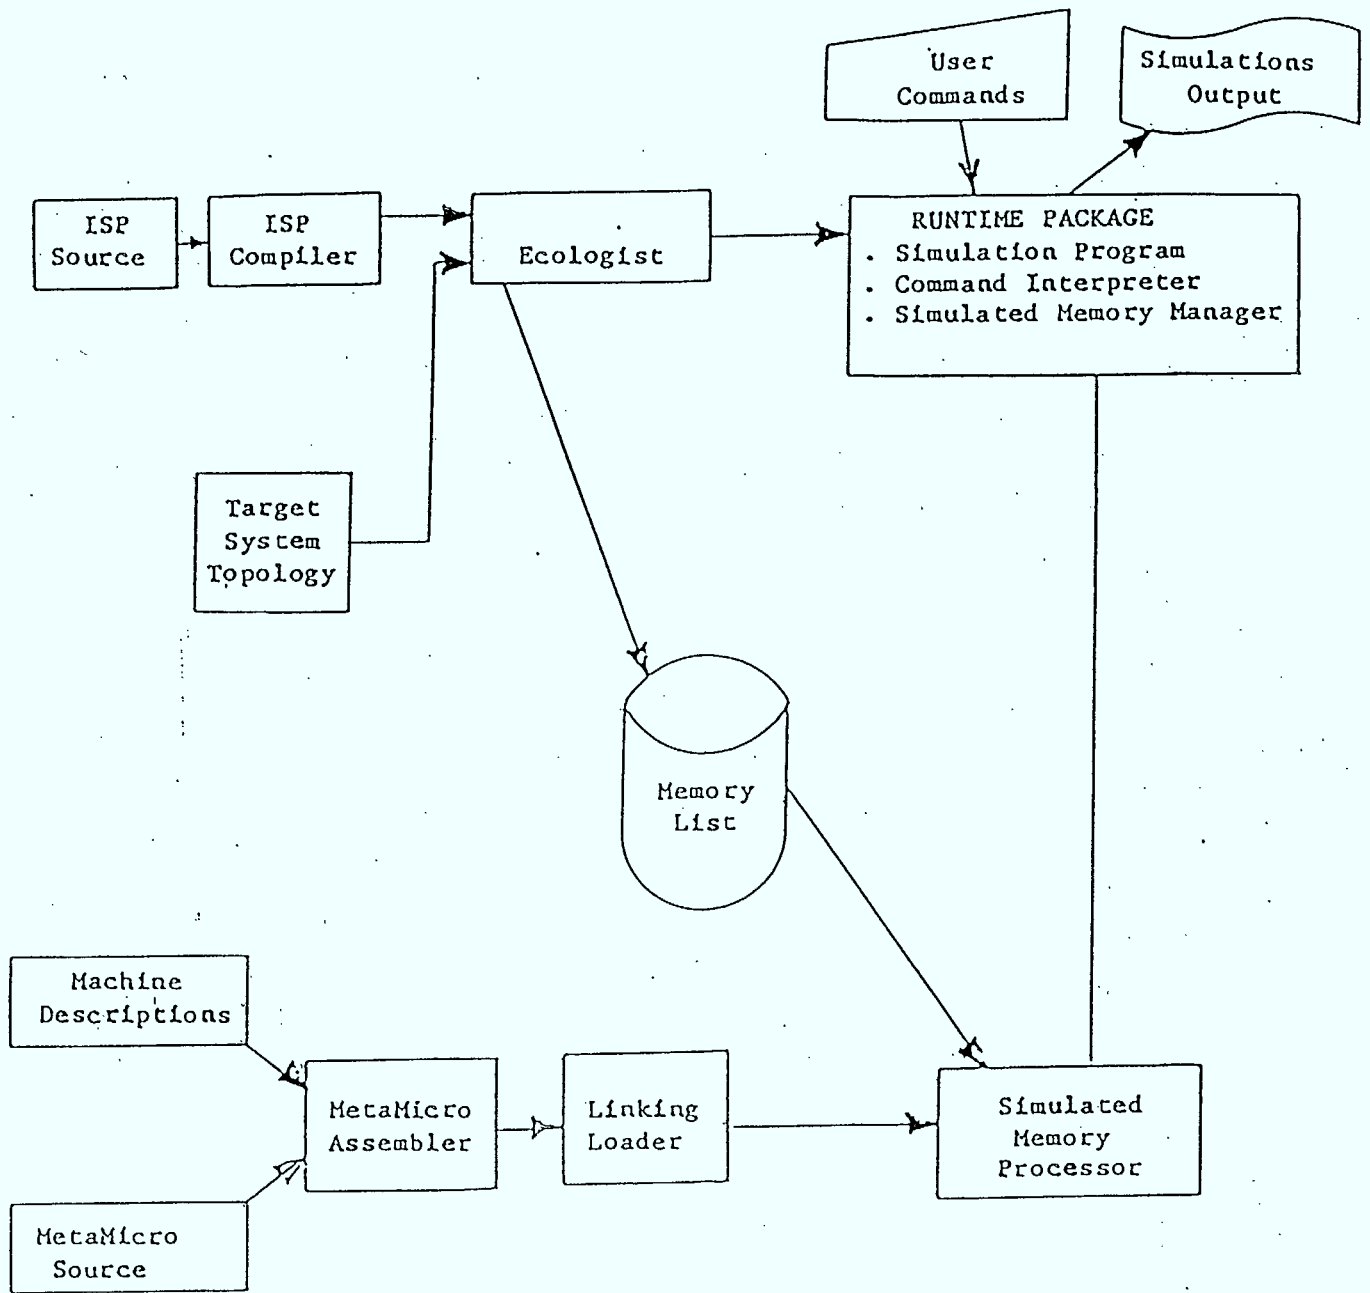 User
Commands
Simulations
Output
ISP
Source
ISP
Compiler
Ecologist
RUNTIME PACKAGE
. Simulation Program
. Command Interpreter
. Simulated Memory Manager
Target
System
Topology
Memory
List
Machine
Descriptions
MetaMicro
Assembler
Linking
Loader
Simulated
Memory
Processor
MetaMicro
Source